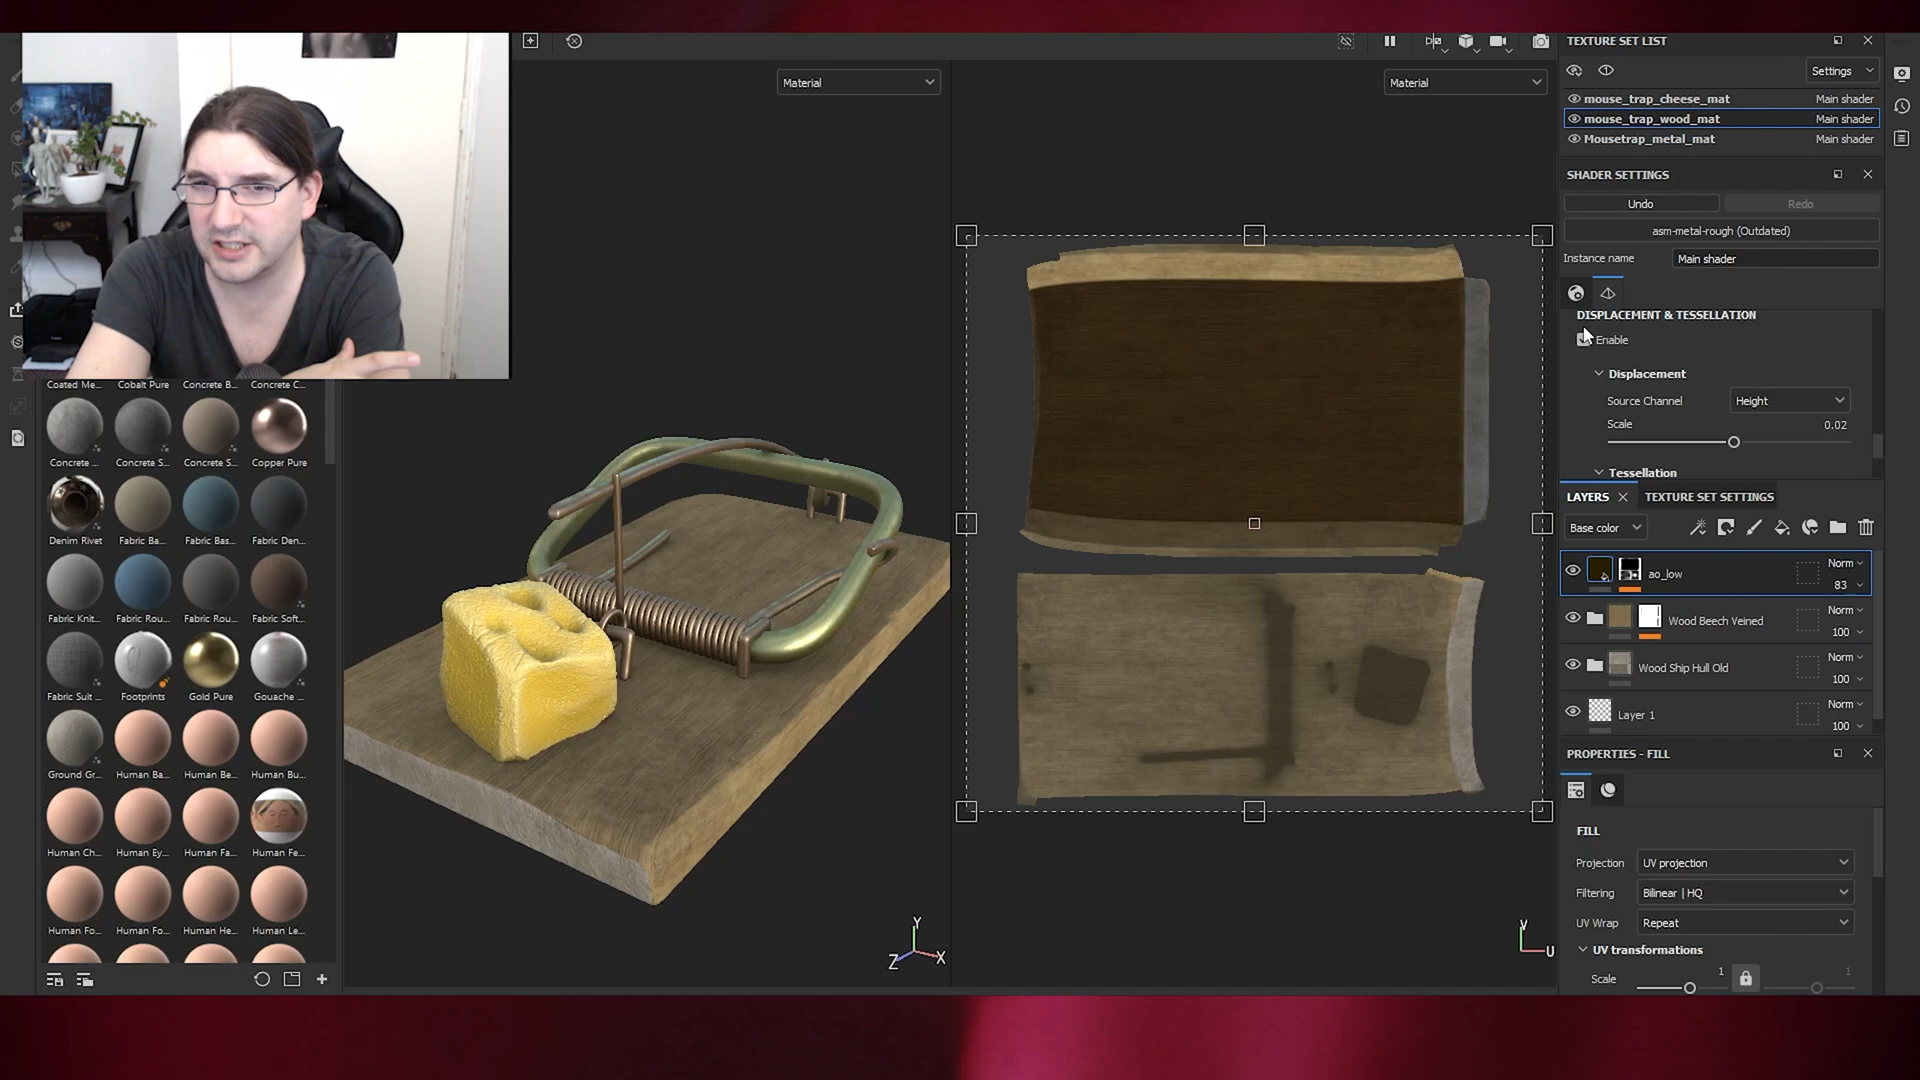 Material
Material
TEXTURE SET LIST
Settings
mouse_trap_cheese_mat Main shader
mouse_trap_wood_mat Main shader
Mousetrap_metal_mat Main shader
SHADER SETTINGS
Undo Redo
asm-metal-rough (Outdated)
Instance name Main shader
DISPLACEMENT & TESSELLATION
Enable
Displacement
Source Channel Height
Scale 0.02
Tessellation
LAYERS TEXTURE SET SETTINGS
Base color
ao_low Norm 83
Wood Beech Veined Norm 100
Wood Ship Hull Old Norm 100
Layer 1 Norm 100
PROPERTIES - FILL
FILL
Projection UV projection
Filtering Bilinear | HQ
UV Wrap Repeat
UV transformations
Scale 1 1
Coated Me... Cobalt Pure Concrete B... Concrete C...
Concrete ... Concrete S... Concrete S... Copper Pure
Denim Rivet Fabric Ba... Fabric Bas... Fabric Den...
Fabric Knit... Fabric Rou... Fabric Rou... Fabric Soft...
Fabric Suit ... Footprints Gold Pure Gouache ...
Ground Gr... Human Ba... Human Be... Human Bu...
Human Ch... Human Ey... Human Fa... Human Fe...
Human Fo... Human Fo... Human He... Human Le...
Y
Z X
V
U